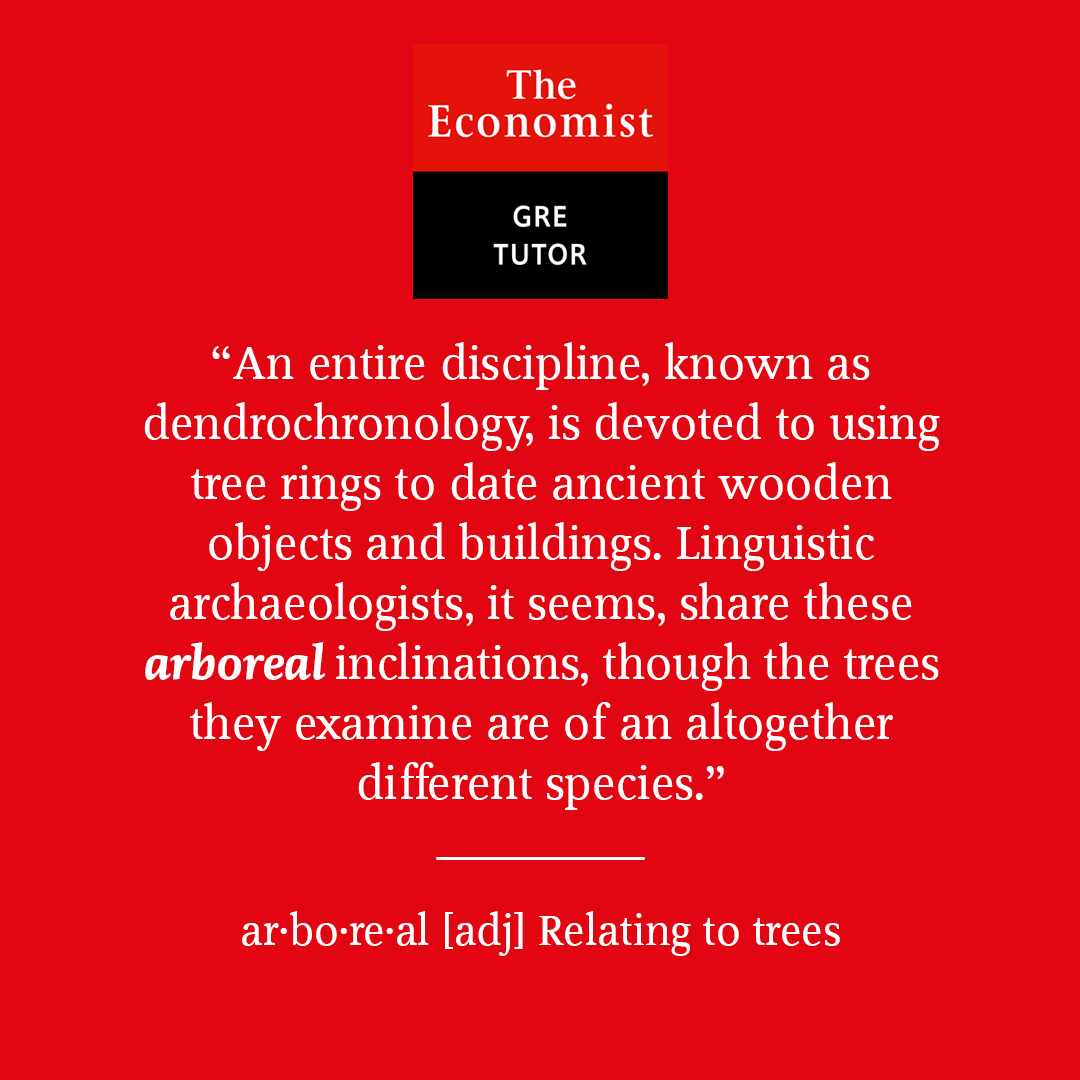 The
Economist
GRE
TUTOR
“An entire discipline, known as
dendrochronology, is devoted to using
tree rings to date ancient wooden
objects and buildings. Linguistic
archaeologists, it seems, share these
arboreal inclinations, though the trees
they examine are of an altogether
different species.”
ar·bo·re·al [adj] Relating to trees